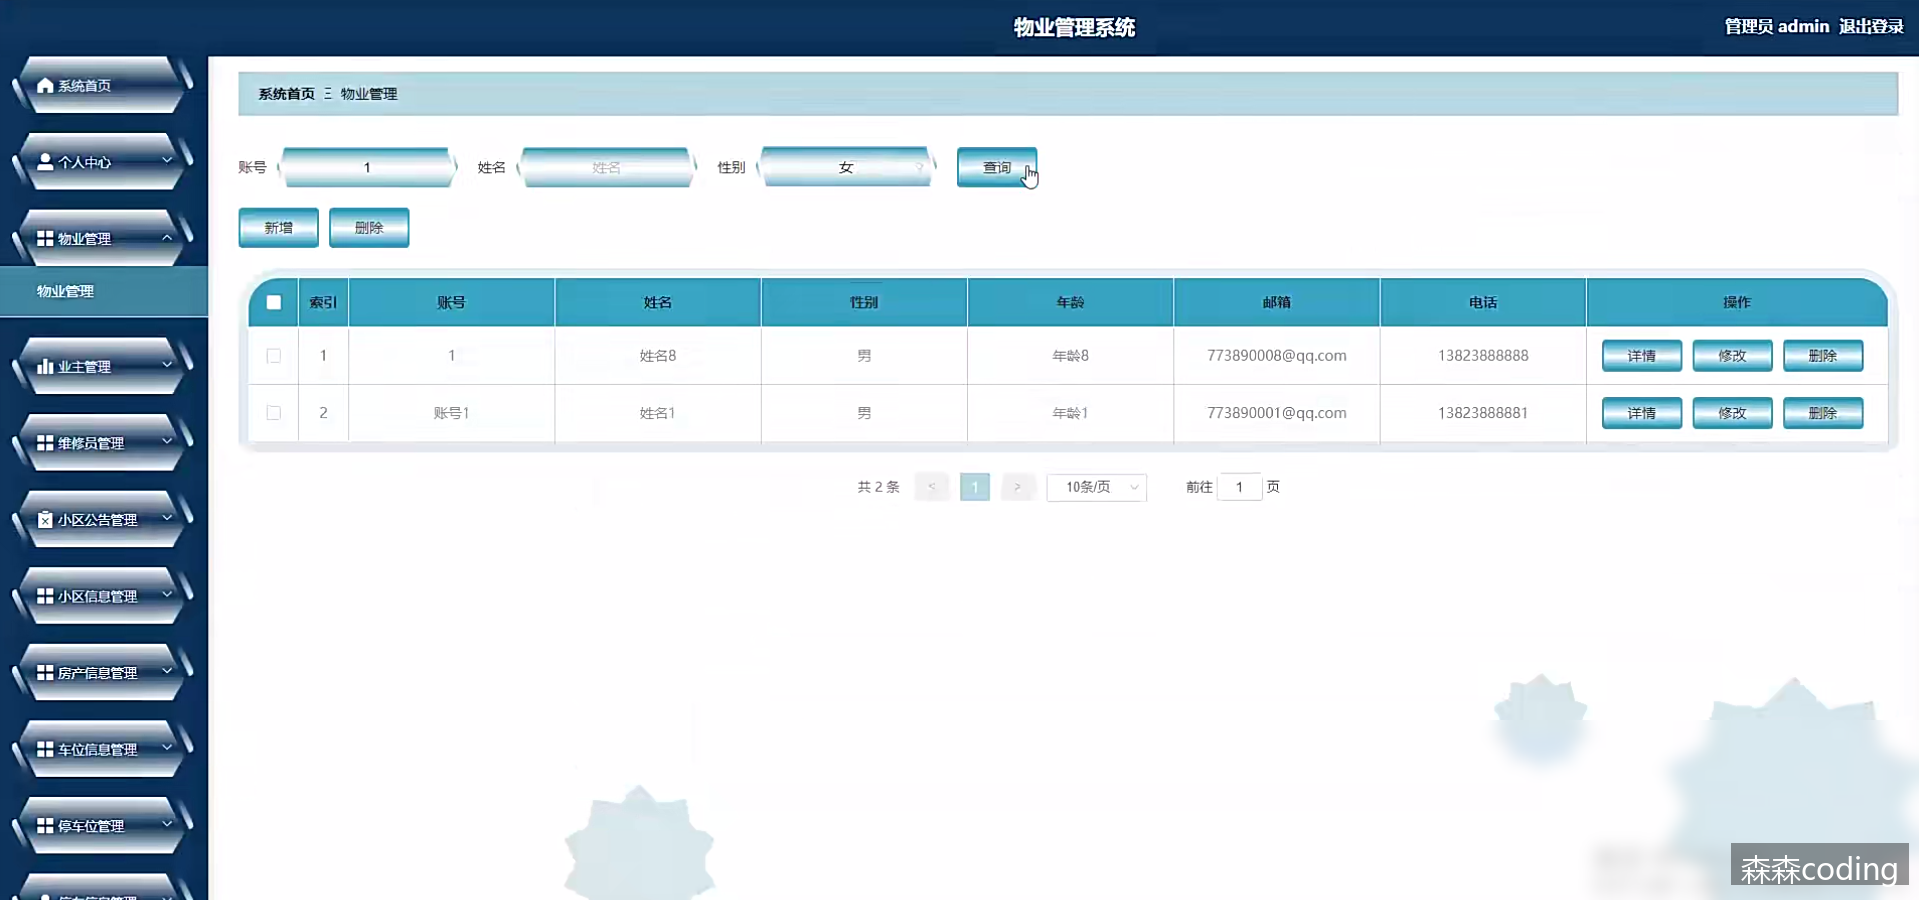 物业管理系统
管理员 admin 退出登录
系统首页
个人中心
物业管理
物业管理
业主管理
维修员管理
小区公告管理
小区信息管理
房产信息管理
车位信息管理
停车位管理
系统首页 Ξ 物业管理
账号 1 姓名 姓名 性别 女 查询
新增 删除
索引 账号 姓名 性别 年龄 邮箱 电话 操作
1 1 姓名8 男 年龄8 773890008@qq.com 13823888888 详情 修改 删除
2 账号1 姓名1 男 年龄1 773890001@qq.com 13823888881 详情 修改 删除
共 2 条 < 1 > 10条/页 前往 1 页
森森coding